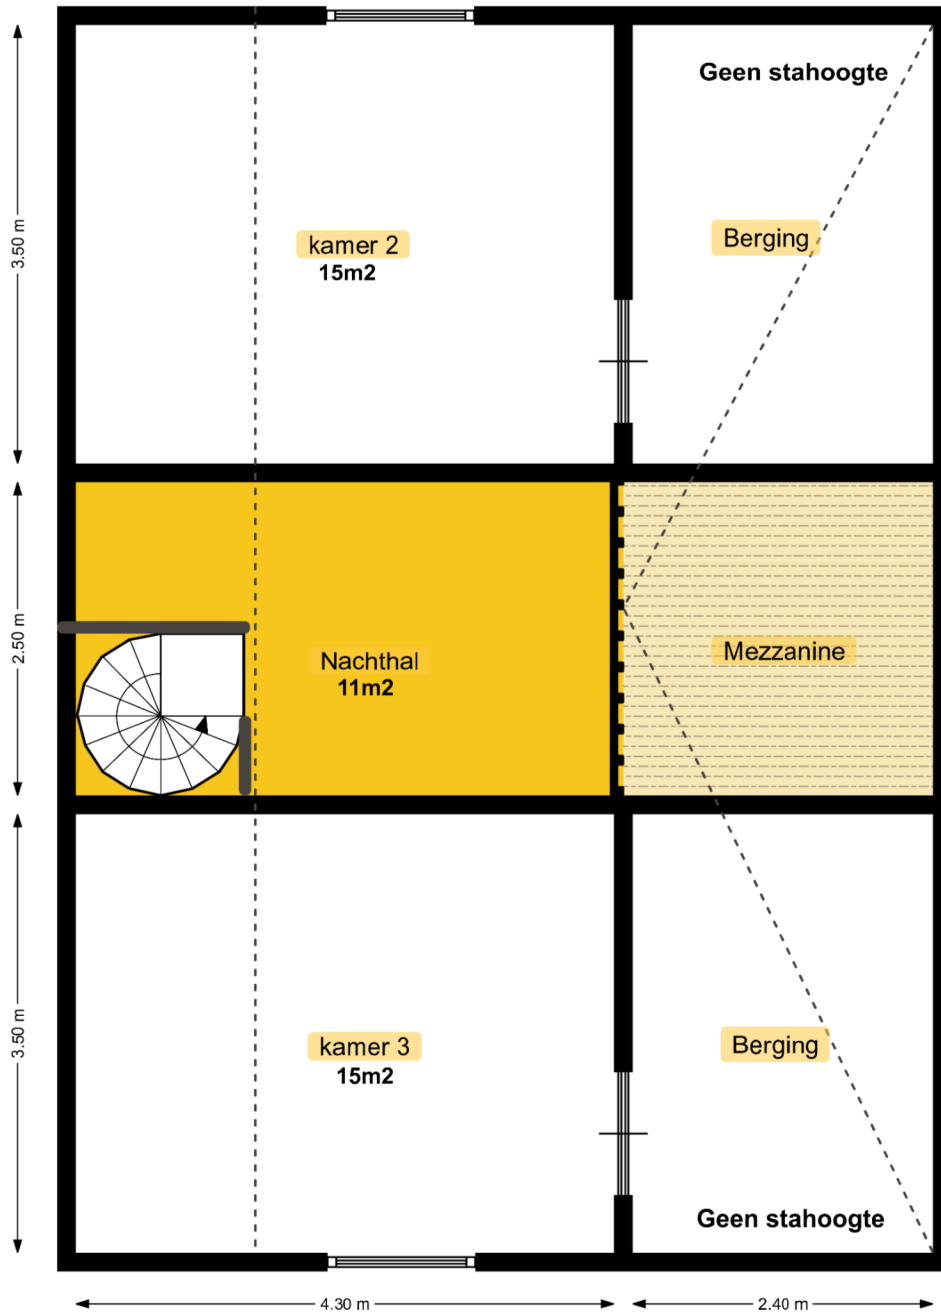 Geen stahoogte
3.50 m
kamer 2
15m2
Berging
2.50 m
Nachthal
11m2
Mezzanine
3.50 m
kamer 3
15m2
Berging
Geen stahoogte
4.30 m
2.40 m